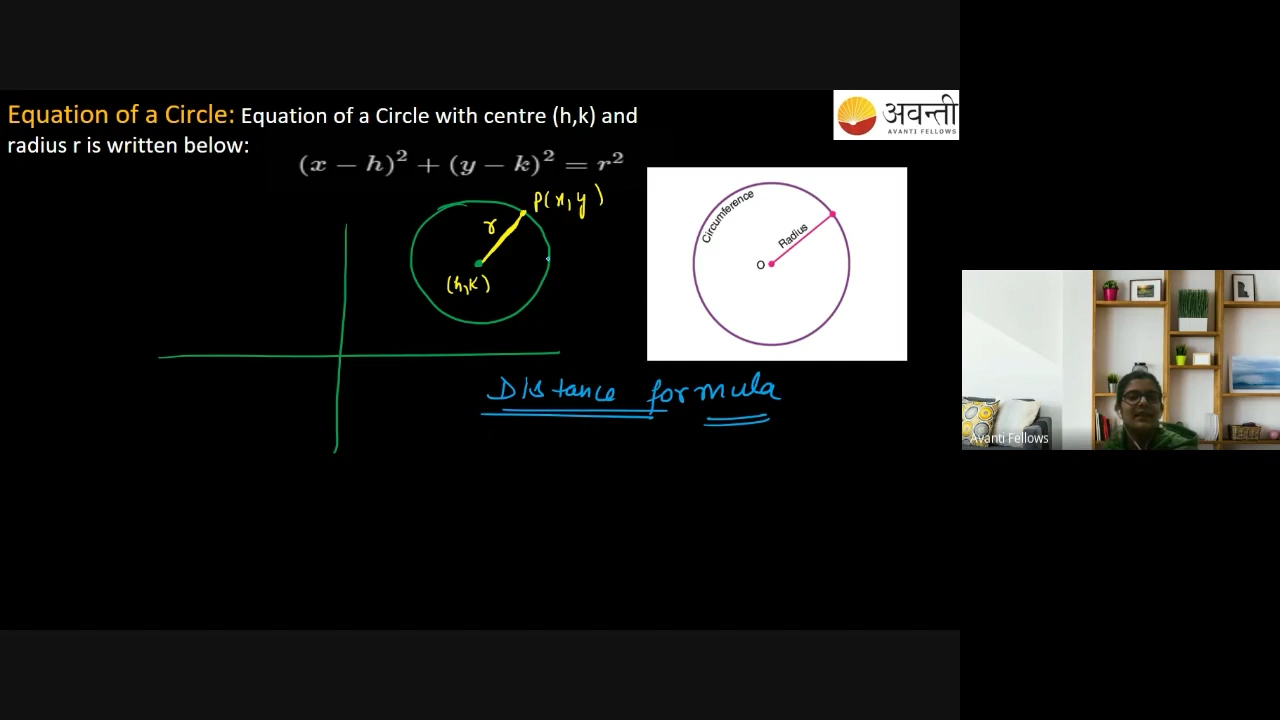 Equation of a Circle: Equation of a Circle with centre (h,k) and
radius r is written below:
(x − h)² + (y − k)² = r²
अवन्ती
AVANTI FELLOWS
P(x,y)
r
(h,k)
Circumference
Radius
O
Distance formula
Avanti Fellows